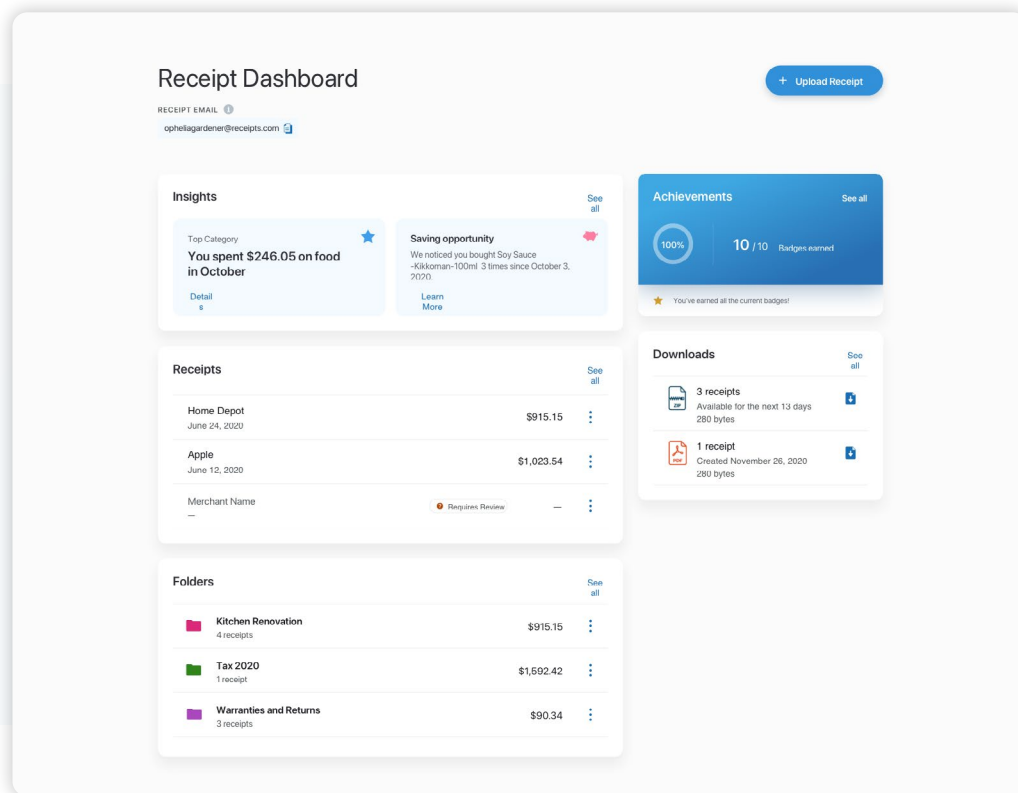 Receipt Dashboard
+ Upload Receipt
RECEIPT EMAIL
opheliagardener@receipts.com
Insights
See
all
Top Category
You spent $246.05 on food
in October
Detail
s
Saving opportunity
We noticed you bought Soy Sauce
-Kikkoman-100ml 3 times since October 3,
2020.
Learn
More
Achievements
See all
100%
10 / 10 Badges earned
You've earned all the current badges!
Receipts
See
all
Home Depot
June 24, 2020
$915.15
Apple
June 12, 2020
$1,023.54
Merchant Name
—
Requires Review
—
Downloads
See
all
ZIP
3 receipts
Available for the next 13 days
280 bytes
PDF
1 receipt
Created November 26, 2020
280 bytes
Folders
See
all
Kitchen Renovation
4 receipts
$915.15
Tax 2020
1 receipt
$1,592.42
Warranties and Returns
3 receipts
$90.34